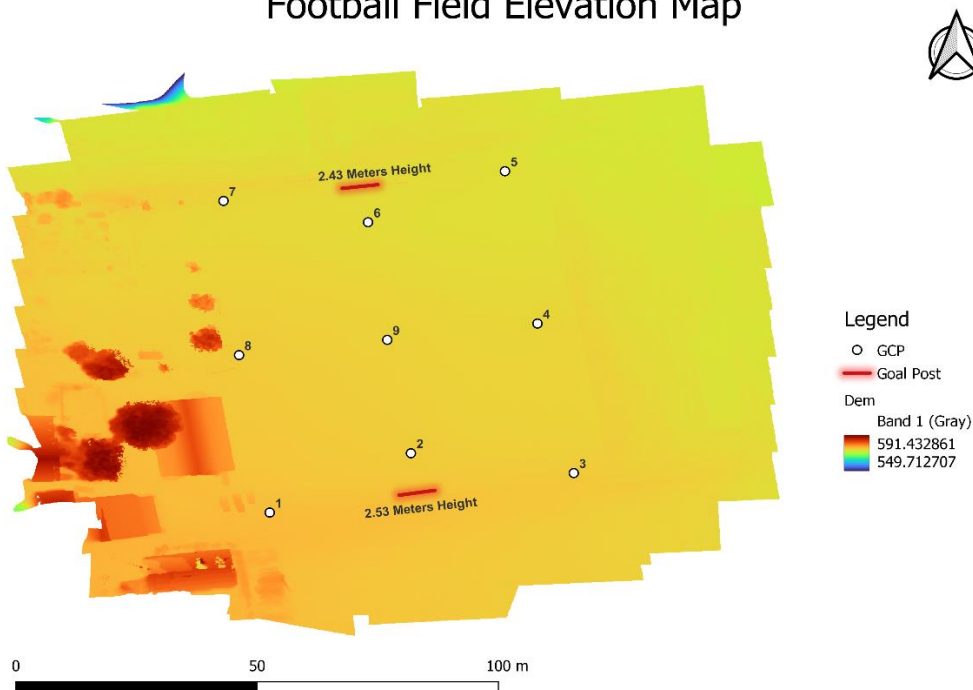 Football Field Elevation Map
2.43 Meters Height
5
7
6
4
9
8
2
3
1
2.53 Meters Height
Legend
GCP
Goal Post
Dem
Band 1 (Gray)
591.432861
549.712707
0 50 100 m